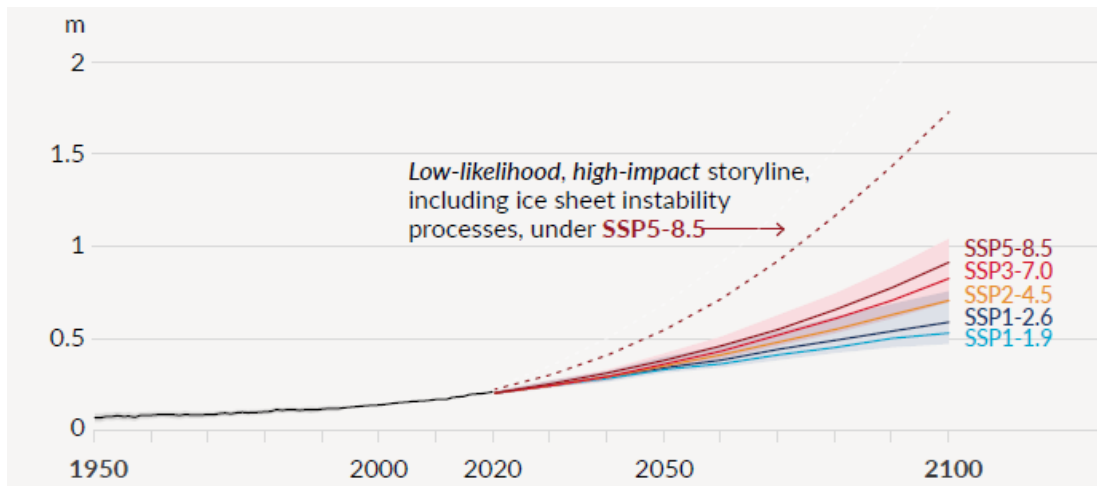 m
2
1.5
Low-likelihood, high-impact storyline,
including ice sheet instability
processes, under SSP5-8.5
1
SSP5-8.5
SSP3-7.0
SSP2-4.5
SSP1-2.6
SSP1-1.9
0.5
0
1950 2000 2020 2050 2100